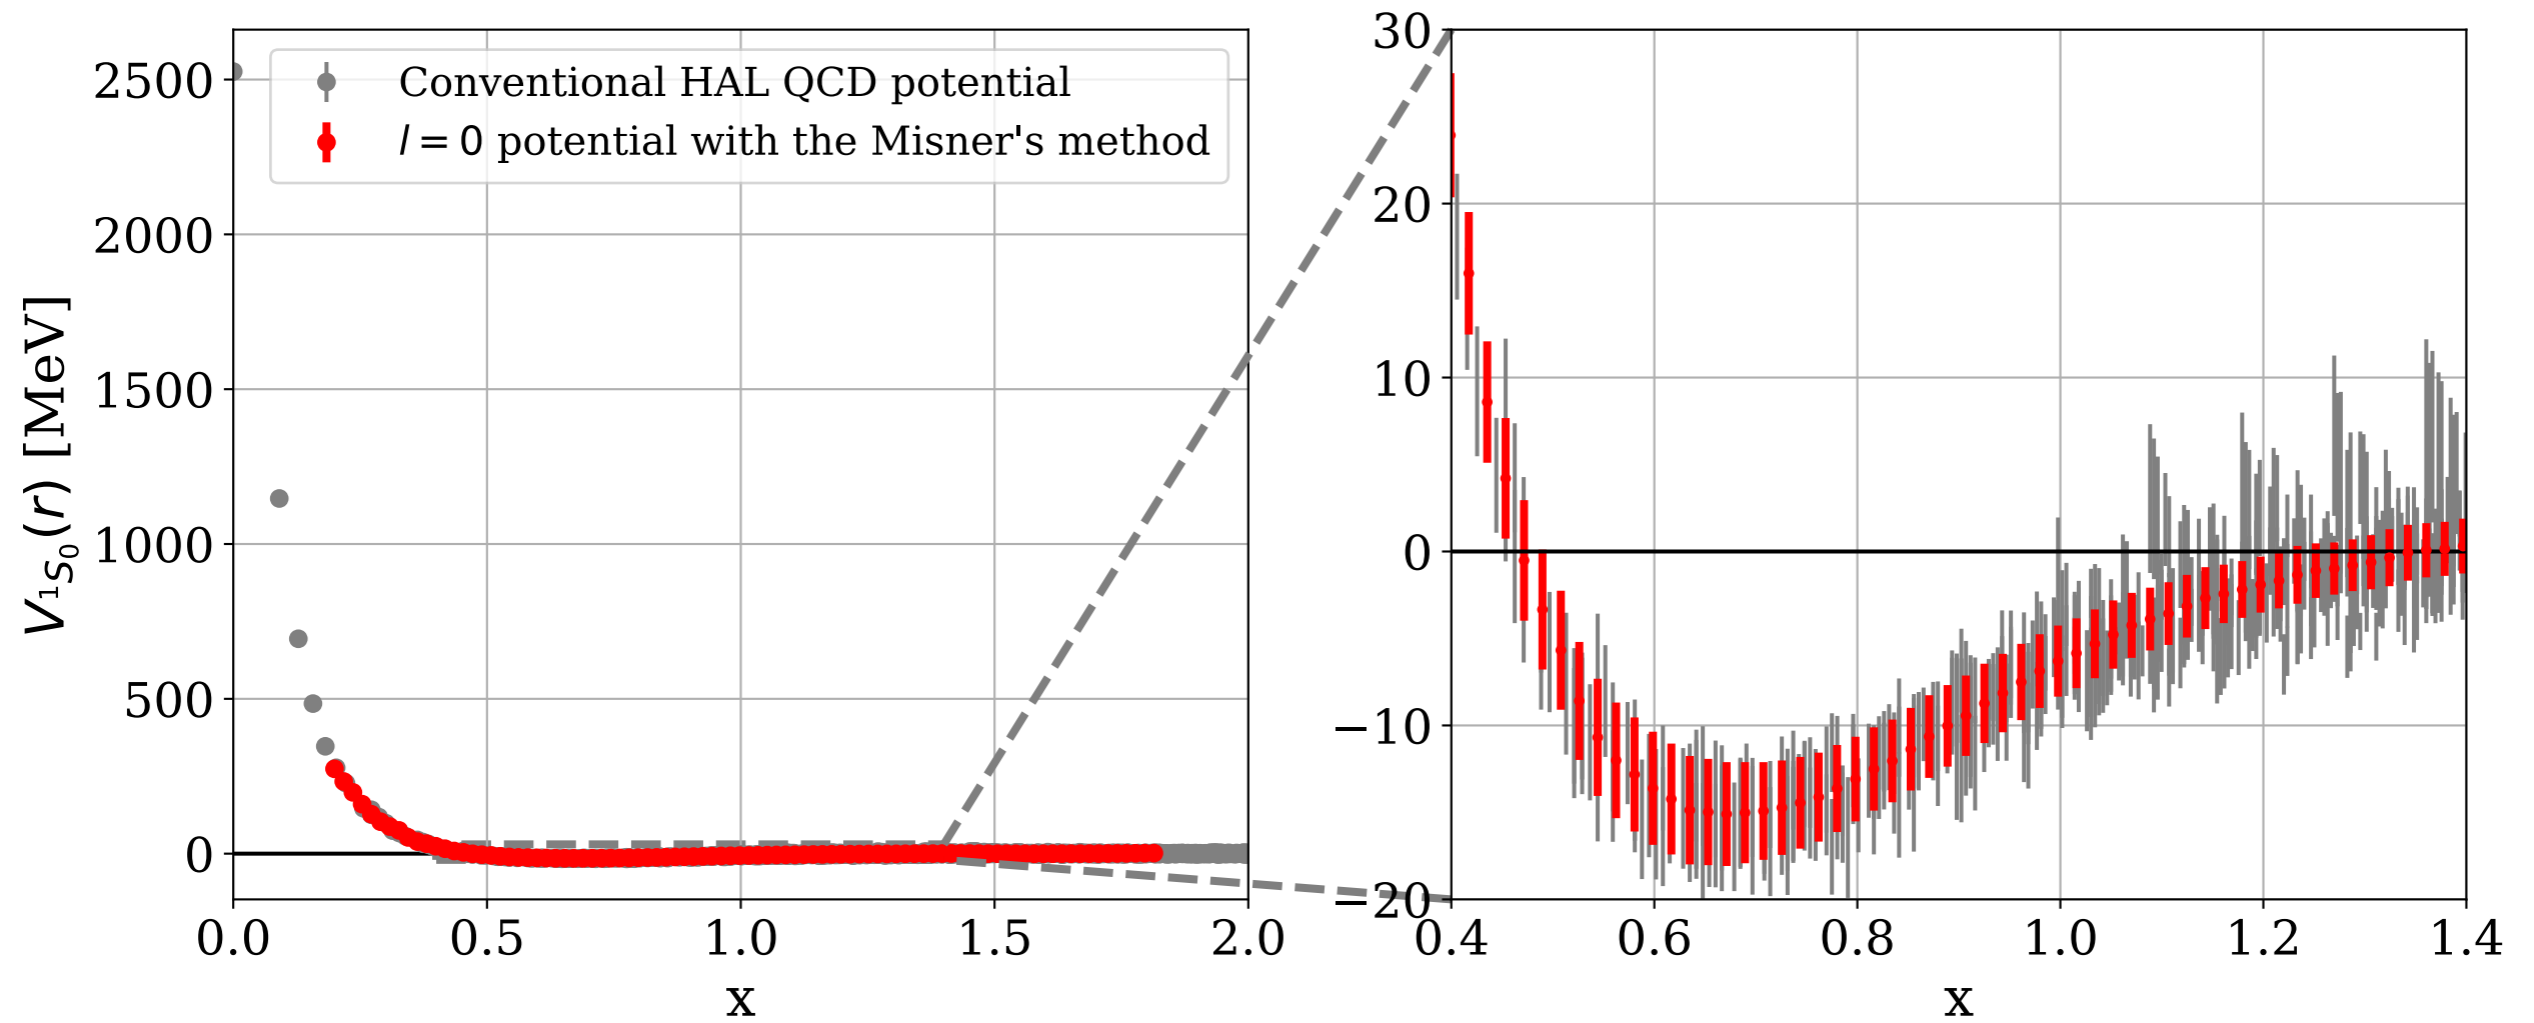 Conventional HAL QCD potential
l = 0 potential with the Misner's method
V¹S₀(r) [MeV]
2500
2000
1500
1000
500
0
0.0 0.5 1.0 1.5 2.0
x
30
20
10
0
−10
−20
0.4 0.6 0.8 1.0 1.2 1.4
x